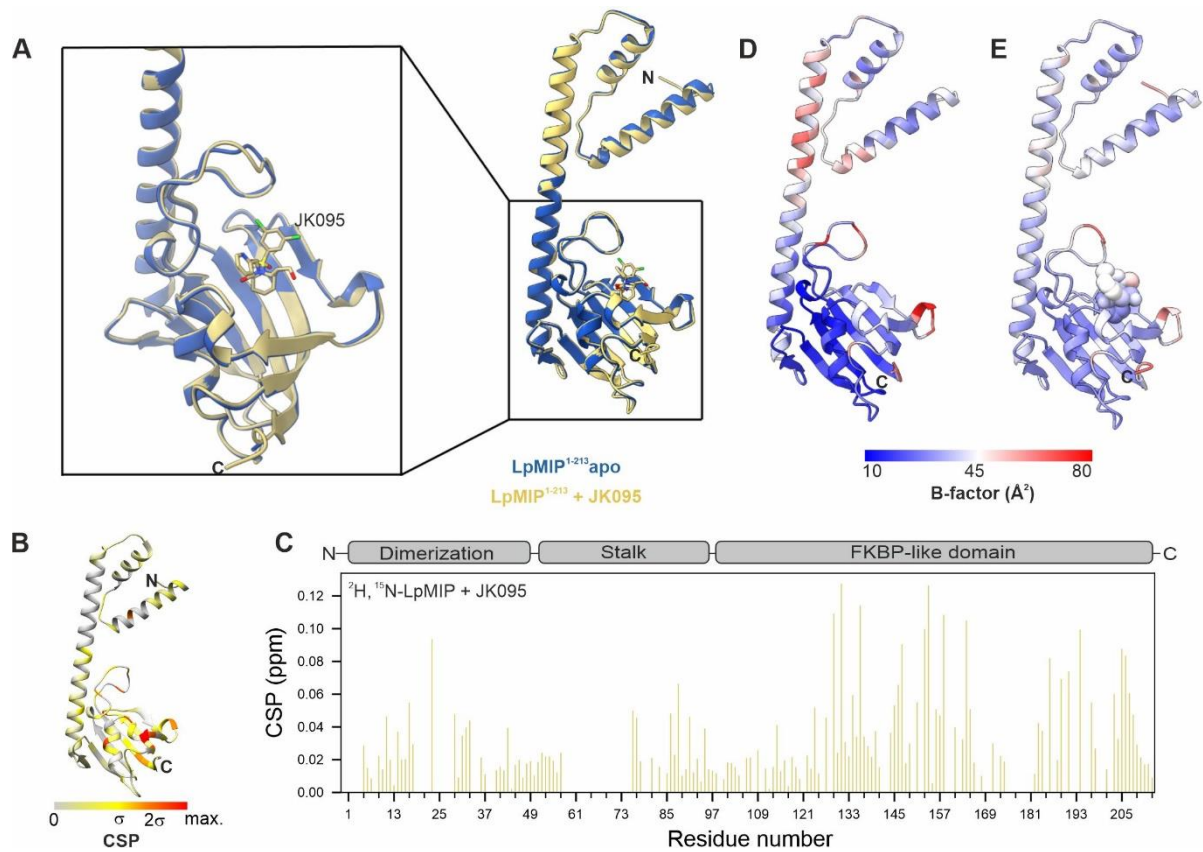 A
JK095
C
N
C
LpMIP¹⁻²¹³apo
LpMIP¹⁻²¹³ + JK095
D
C
E
C
10 45 80
B-factor (Å²)
B
N
C
0 σ 2σ max.
CSP
C
N Dimerization Stalk FKBP-like domain C
²H, ¹⁵N-LpMIP + JK095
CSP (ppm)
0.12
0.10
0.08
0.06
0.04
0.02
0.00
1 13 25 37 49 61 73 85 97 109 121 133 145 157 169 181 193 205
Residue number